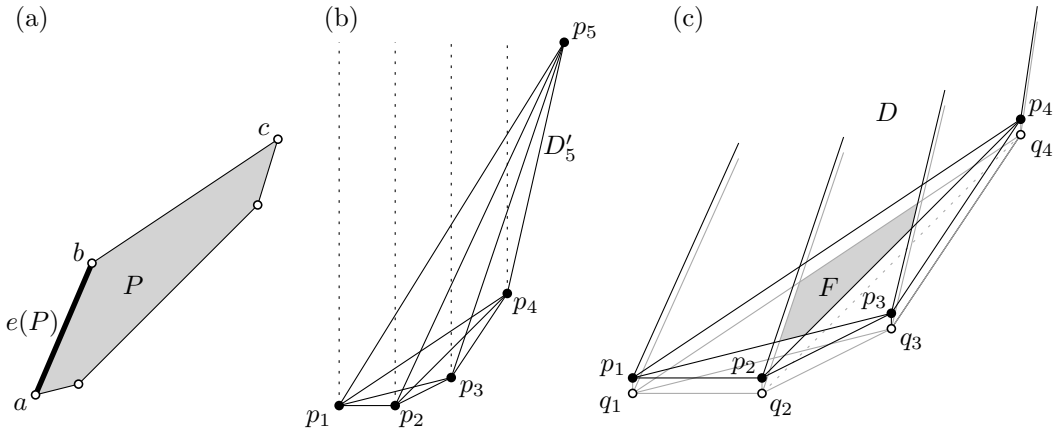 (a)
c
b
P
e(P)
a
(b)
p₅
D′₅
p₄
p₃
p₁
p₂
(c)
D
p₄
q₄
F
p₃
p₁
p₂
q₃
q₁
q₂